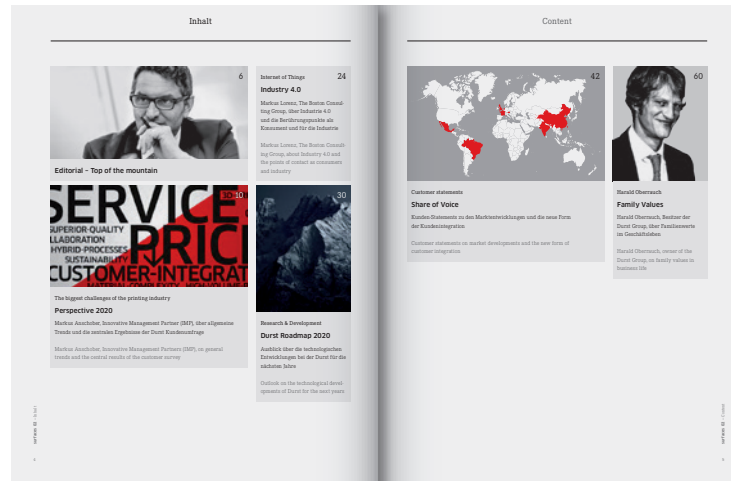 Inhalt
6
Editorial – Top of the mountain
Internet of Things
24
Industry 4.0
Markus Lorenz, The Boston Consul-
ting Group, über Industrie 4.0
und die Berührungspunkte als
Konsument und für die Industrie
Markus Lorenz, The Boston Consult-
ing Group, about Industry 4.0 and
the points of contact as consumers
and industry
10
SERVICE
SUPERIOR-QUALITY
LLABORATION
HYBRID-PROCESSES
SUSTAINABILITY
PRIC
CUSTOMER-INTEGRAT
MATERIAL COMPLEXITY
The biggest challenges of the printing industry
Perspective 2020
Markus Anschober, Innovative Management Partner (IMP), über allgemeine
Trends und die zentralen Ergebnisse der Durst Kundenumfrage
Markus Anschober, Innovative Management Partners (IMP), on general
trends and the central results of the customer survey
30
Research & Development
Durst Roadmap 2020
Ausblick über die technologischen
Entwicklungen bei der Durst für die
nächsten Jahre
Outlook on the technological devel-
opments of Durst for the next years
Content
42
Customer statements
Share of Voice
Kunden Statements zu den Marktentwicklungen und die neue Form
der Kundenintegration
Customer statements on market developments and the new form of
customer integration
60
Harald Oberrauch
Family Values
Harald Oberrauch, Besitzer der
Durst Group, über Familienwerte
im Geschäftsleben
Harald Oberrauch, owner of the
Durst Group, on family values in
business life